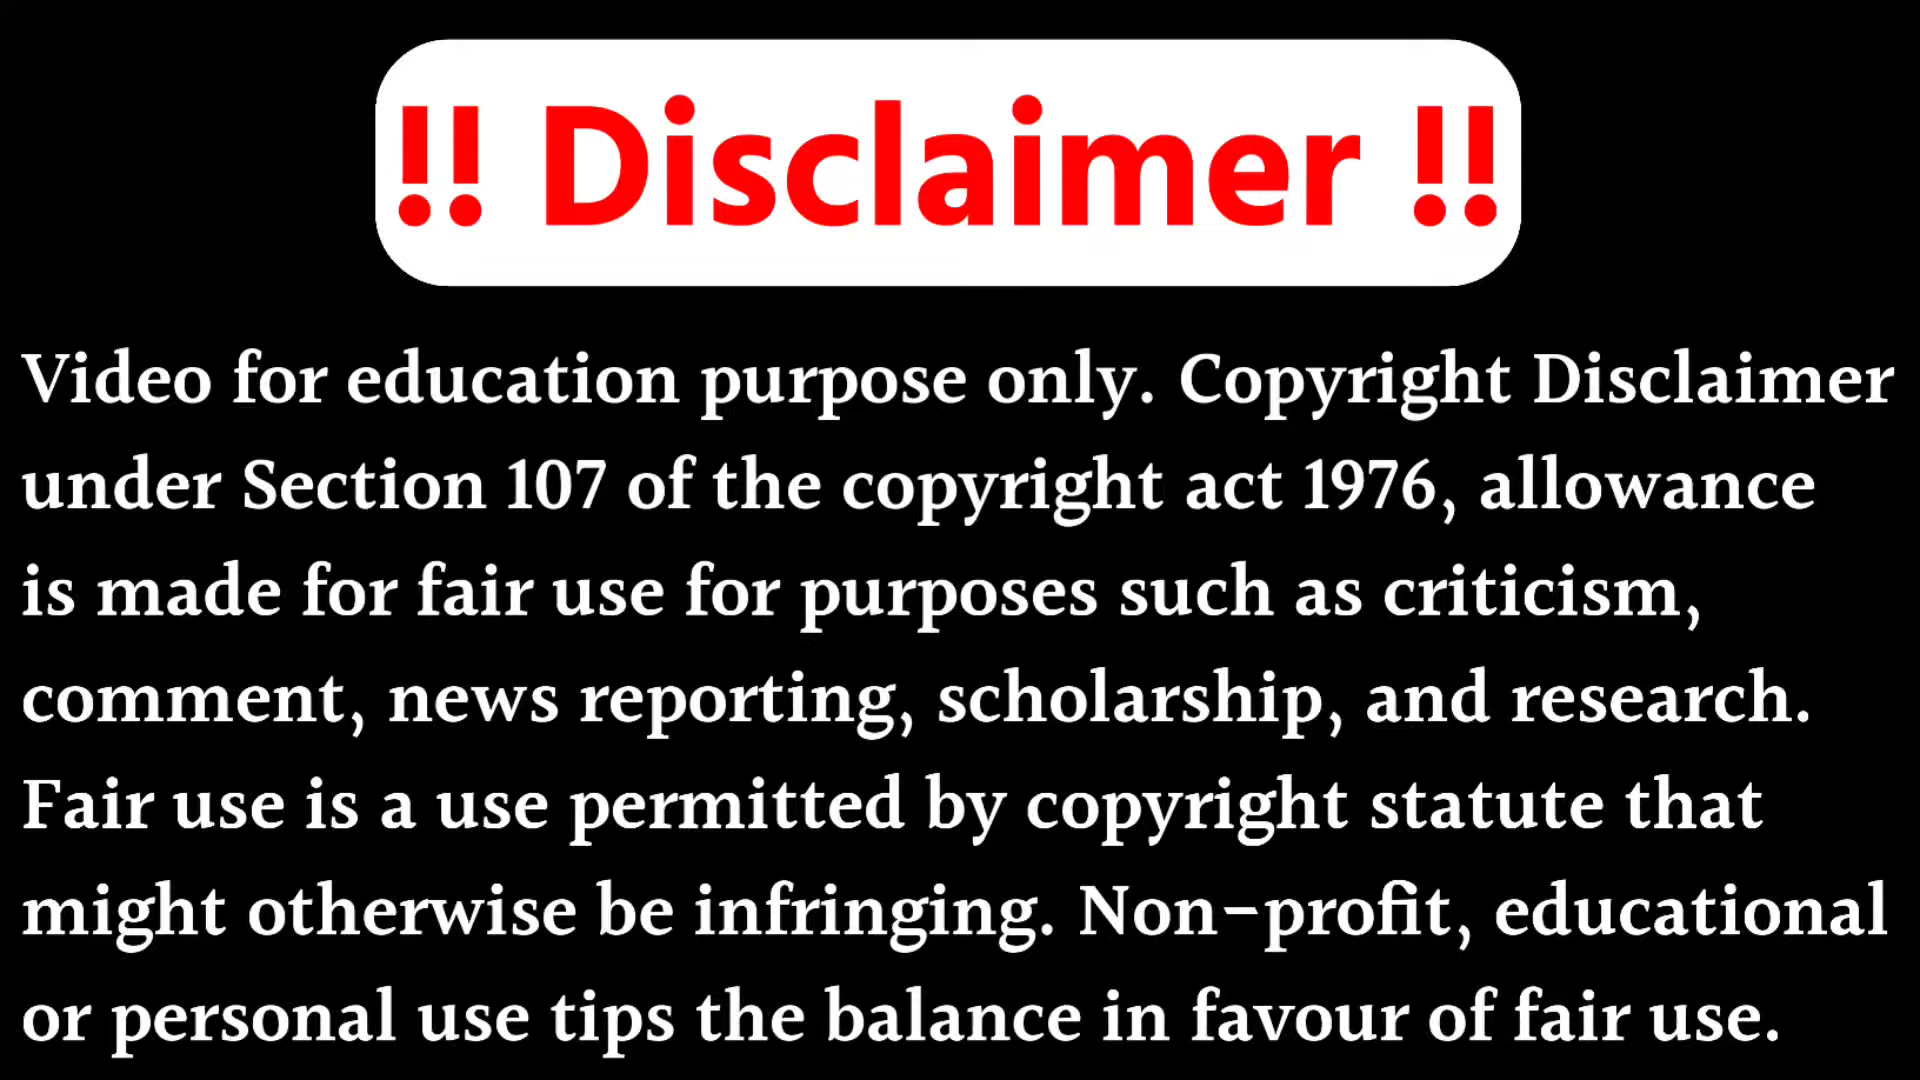 !! Disclaimer !!
Video for education purpose only. Copyright Disclaimer
under Section 107 of the copyright act 1976, allowance
is made for fair use for purposes such as criticism,
comment, news reporting, scholarship, and research.
Fair use is a use permitted by copyright statute that
might otherwise be infringing. Non-profit, educational
or personal use tips the balance in favour of fair use.